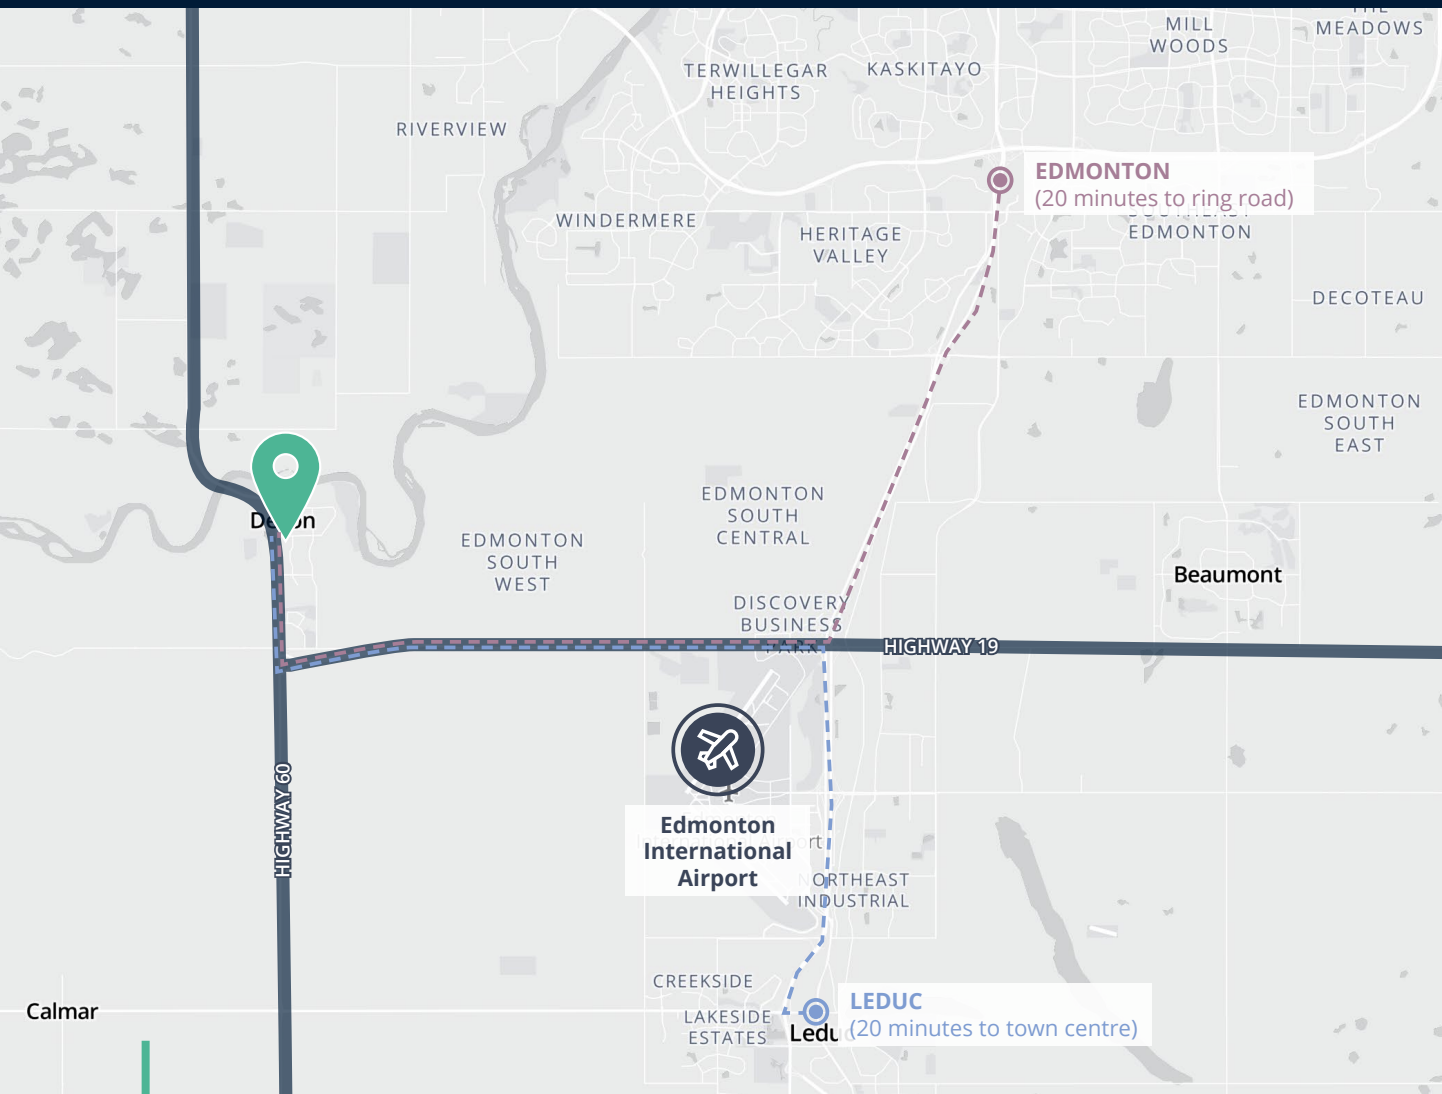 MILL
WOODS
MEADOWS
TERWILLEGAR
HEIGHTS
KASKITAYO
RIVERVIEW
EDMONTON
(20 minutes to ring road)
WINDERMERE
HERITAGE
VALLEY
EDMONTON
DECOTEAU
EDMONTON
SOUTH
EAST
EDMONTON
SOUTH
CENTRAL
EDMONTON
SOUTH
WEST
Beaumont
DISCOVERY
BUSINESS
PARK
HIGHWAY 19
HIGHWAY 60
Edmonton
International
Airport
NORTHEAST
INDUSTRIAL
CREEKSIDE
LAKESIDE
ESTATES
Calmar
LEDUC
(20 minutes to town centre)